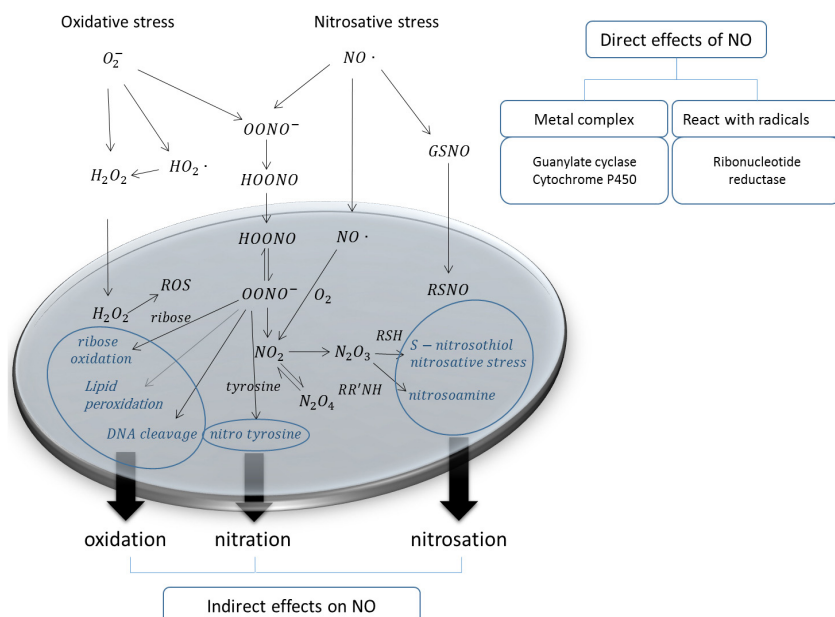 Oxidative stress
Nitrosative stress
Direct effects of NO
O₂⁻
NO ·
Metal complex
React with radicals
OONO⁻
GSNO
Guanylate cyclase
Cytochrome P450
Ribonucleotide
reductase
H₂O₂
HO₂ ·
HOONO
HOONO
NO ·
ROS
OONO⁻
O₂
RSNO
H₂O₂
ribose
ribose
oxidation
NO₂
N₂O₃
RSH
S − nitrosothiol
nitrosative stress
Lipid
peroxidation
tyrosine
N₂O₄
RR′NH
nitrosoamine
DNA cleavage
nitro tyrosine
oxidation
nitration
nitrosation
Indirect effects on NO